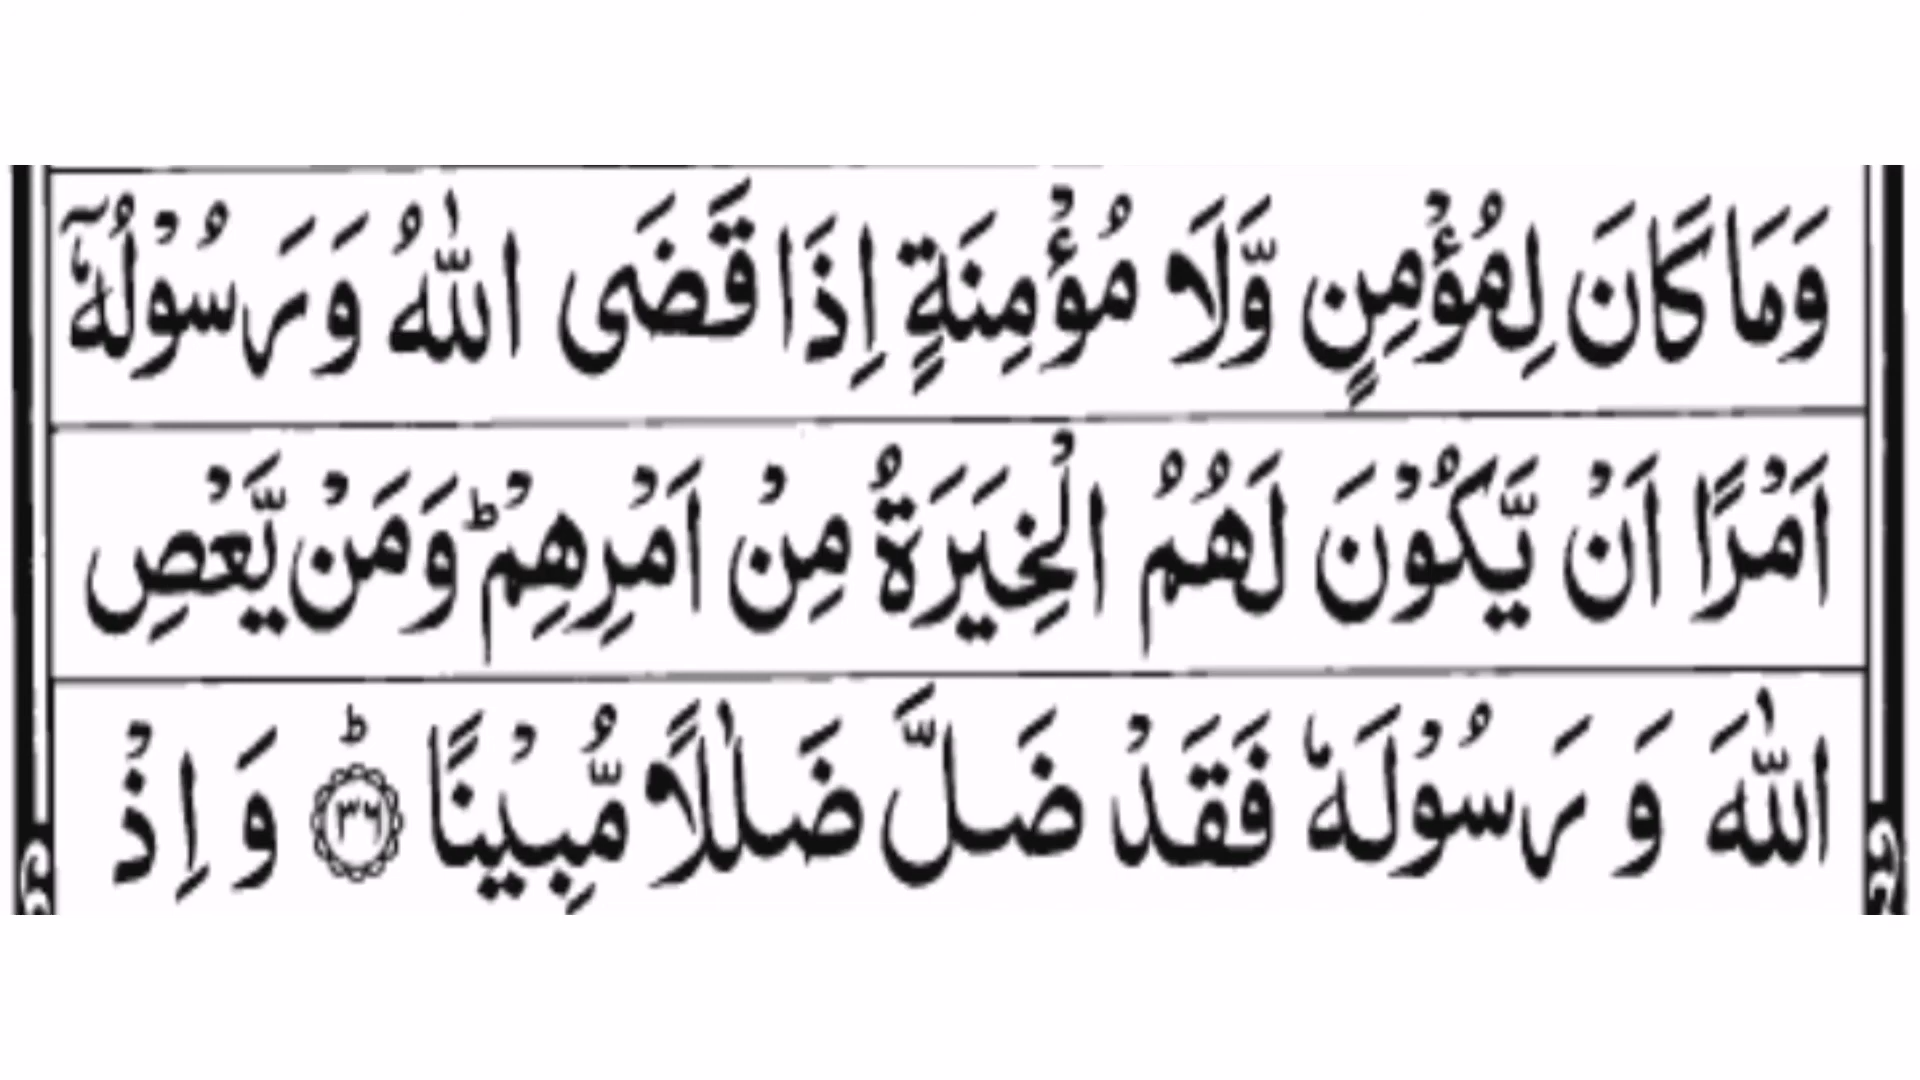 وَمَا كَانَ لِمُؤْمِنٍ وَّلَا مُؤْمِنَةٍ اِذَا قَضَى اللّٰهُ وَرَسُوْلُهٗۤ
اَمْرًا اَنْ يَّكُوْنَ لَهُمُ الْخِيَرَةُ مِنْ اَمْرِهِمْ ؕ وَمَنْ يَّعْصِ
اللّٰهَ وَ رَسُوْلَهٗ فَقَدْ ضَلَّ ضَلٰلًا مُّبِيْنًا ؕ ۝٣٦ وَ اِذْ